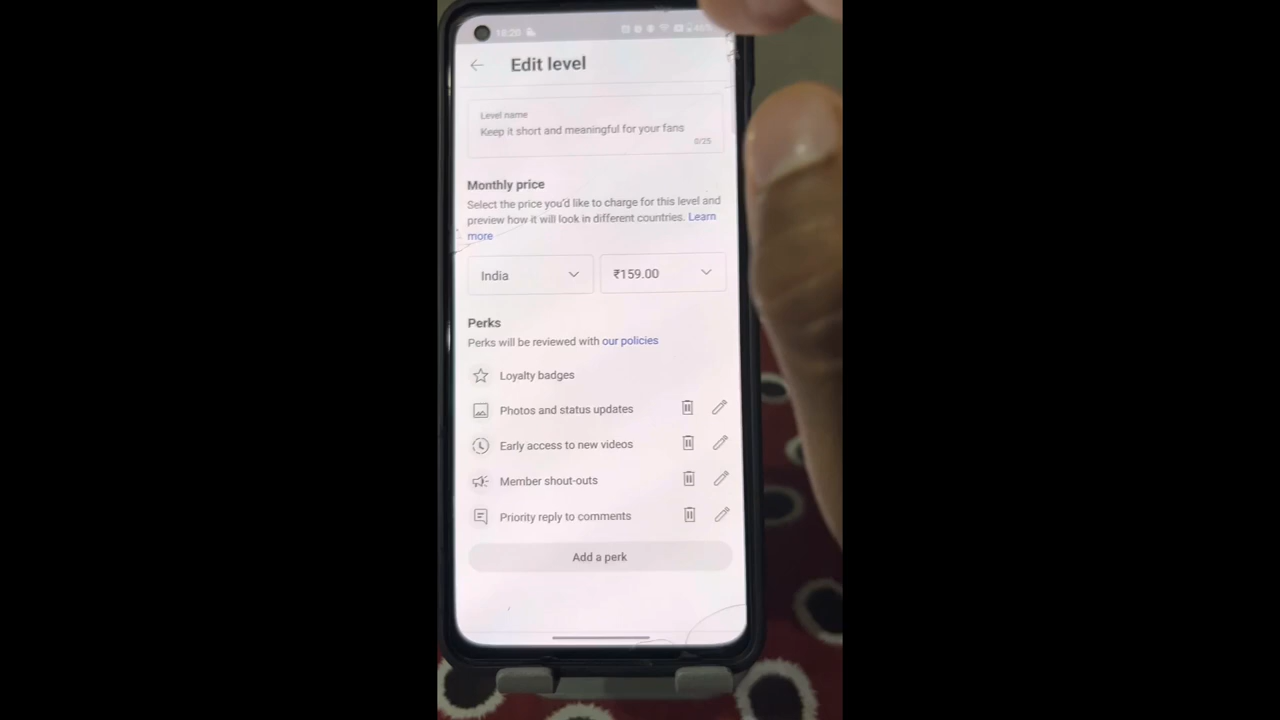 18:20
46%
Edit level
Level name
Keep it short and meaningful for your fans
0/25
Monthly price
Select the price you'd like to charge for this level and
preview how it will look in different countries. Learn
more
India
₹159.00
Perks
Perks will be reviewed with our policies
Loyalty badges
Photos and status updates
Early access to new videos
Member shout-outs
Priority reply to comments
Add a perk